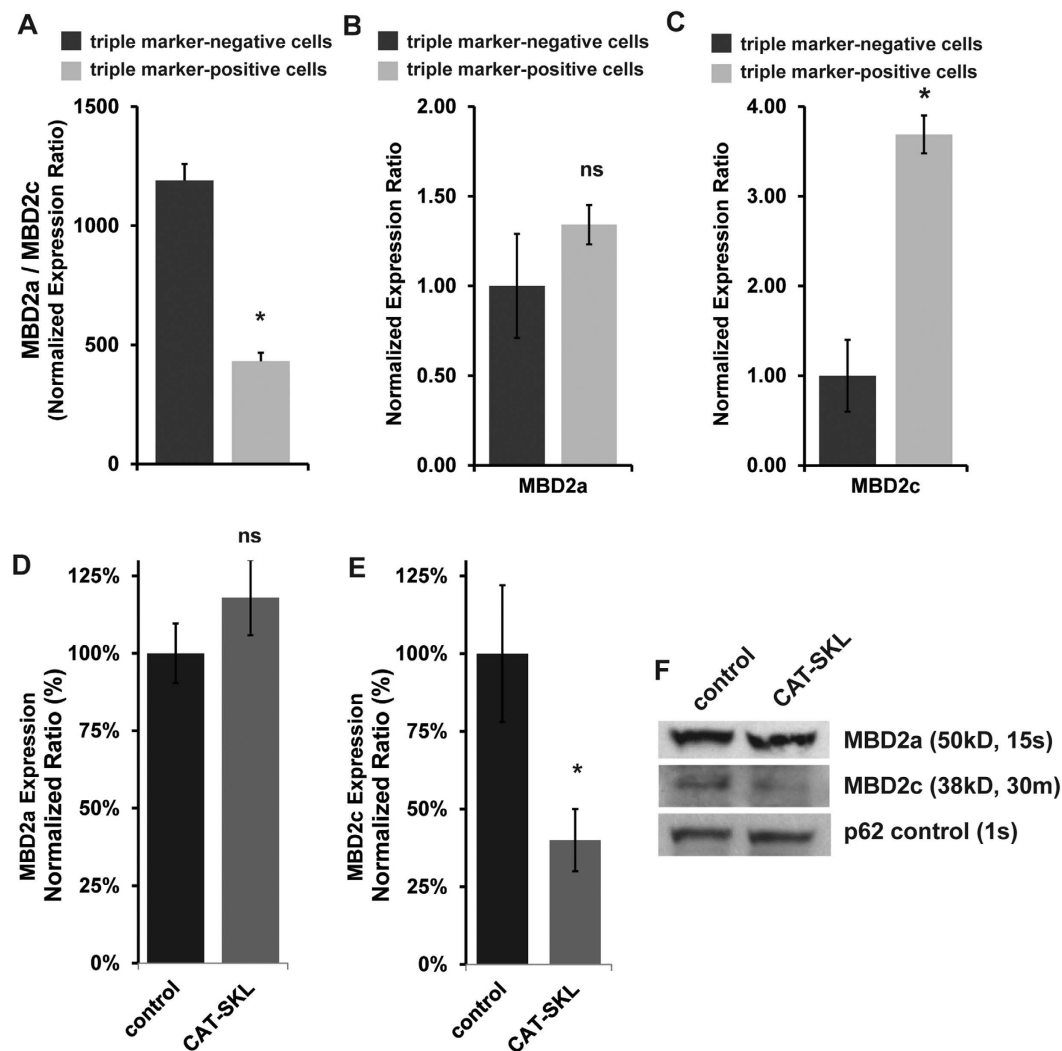 A
triple marker-negative cells
triple marker-positive cells
MBD2a / MBD2c
(Normalized Expression Ratio)
1500
1000
500
0
*
B
triple marker-negative cells
triple marker-positive cells
Normalized Expression Ratio
2.00
1.50
1.00
0.50
0.00
ns
MBD2a
C
triple marker-negative cells
triple marker-positive cells
Normalized Expression Ratio
4.00
3.00
2.00
1.00
0.00
*
MBD2c
D
MBD2a Expression
Normalized Ratio (%)
125%
100%
75%
50%
25%
0%
ns
control
CAT-SKL
E
MBD2c Expression
Normalized Ratio (%)
125%
100%
75%
50%
25%
0%
*
control
CAT-SKL
F
control
CAT-SKL
MBD2a (50kD, 15s)
MBD2c (38kD, 30m)
p62 control (1s)